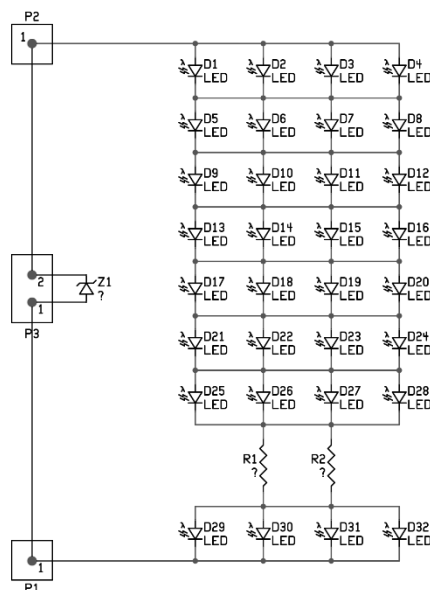 P2
1
D1 D2 D3 D4
LED LED LED LED
D5 D6 D7 D8
LED LED LED LED
D9 D10 D11 D12
LED LED LED LED
D13 D14 D15 D16
LED LED LED LED
2 Z1
?
1
P3
D17 D18 D19 D20
LED LED LED LED
D21 D22 D23 D24
LED LED LED LED
D25 D26 D27 D28
LED LED LED LED
R1 R2
? ?
D29 D30 D31 D32
LED LED LED LED
1
P1